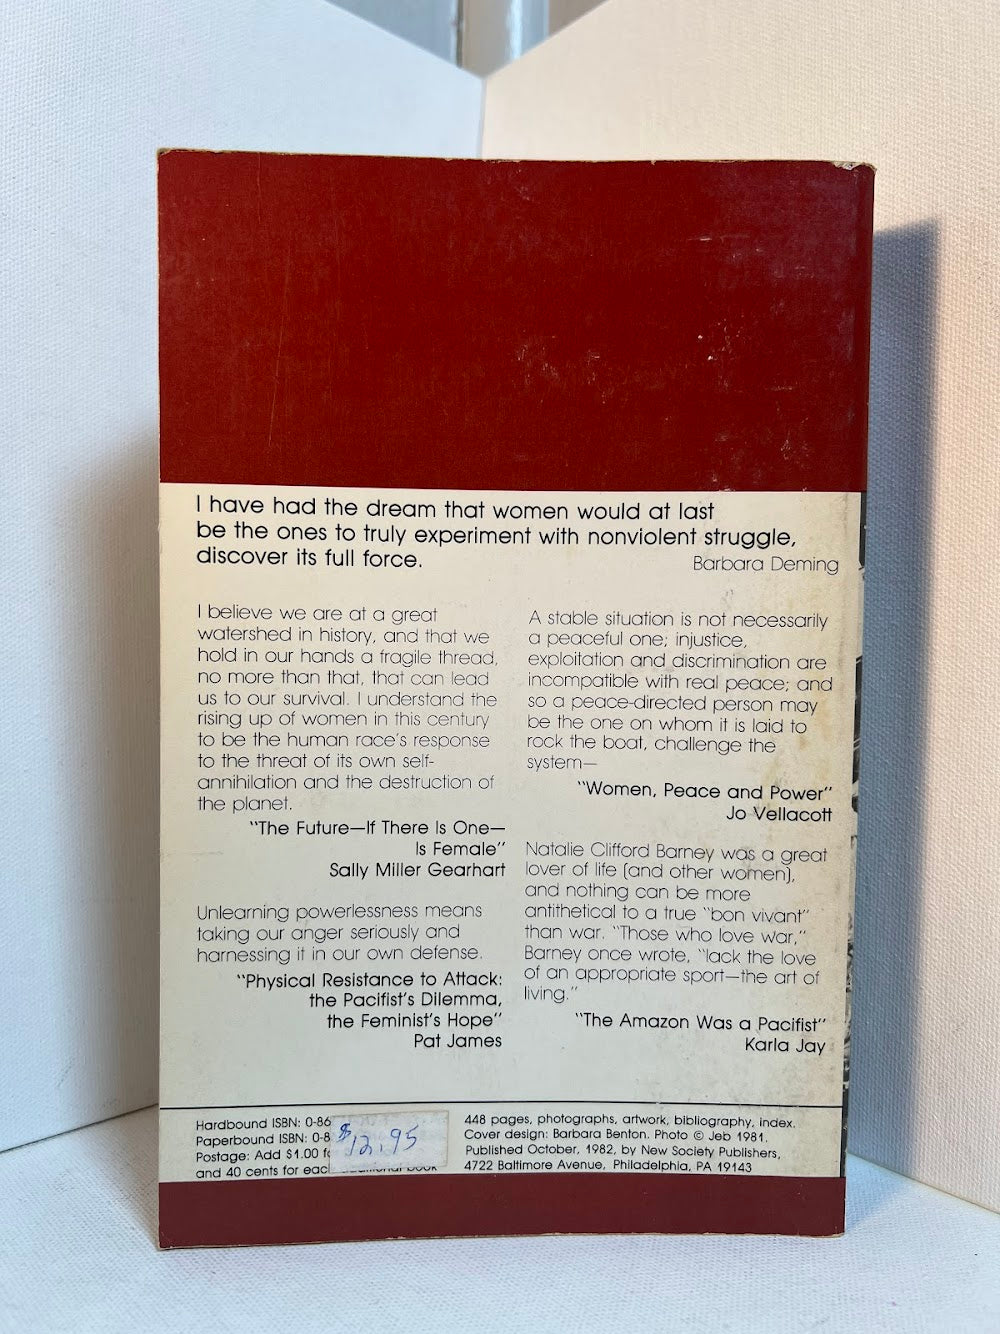 I have had the dream that women would at last
be the ones to truly experiment with nonviolent struggle,
discover its full force.
Barbara Deming
I believe we are at a great
watershed in history, and that we
hold in our hands a fragile thread,
no more than that, that can lead
us to our survival. I understand the
rising up of women in this century
to be the human race's response
to the threat of its own self-
annihilation and the destruction of
the planet.
"The Future—If There Is One—
Is Female"
Sally Miller Gearhart
Unlearning powerlessness means
taking our anger seriously and
harnessing it in our own defense.
"Physical Resistance to Attack:
the Pacifist's Dilemma,
the Feminist's Hope"
Pat James
A stable situation is not necessarily
a peaceful one; injustice,
exploitation and discrimination are
incompatible with real peace; and
so a peace-directed person may
be the one on whom it is laid to
rock the boat, challenge the
system—
"Women, Peace and Power"
Jo Vellacott
Natalie Clifford Barney was a great
lover of life (and other women),
and nothing can be more
antithetical to a true "bon vivant"
than war. "Those who love war,"
Barney once wrote, "lack the love
of an appropriate sport—the art of
living."
"The Amazon Was a Pacifist"
Karla Jay
Hardbound ISBN: 0-86
Paperbound ISBN: 0-8
Postage: Add $1.00
and 40 cents for each book
$12.95
448 pages, photographs, artwork, bibliography, index.
Cover design: Barbara Benton. Photo © Jeb 1981.
Published October, 1982, by New Society Publishers,
4722 Baltimore Avenue, Philadelphia, PA 19143